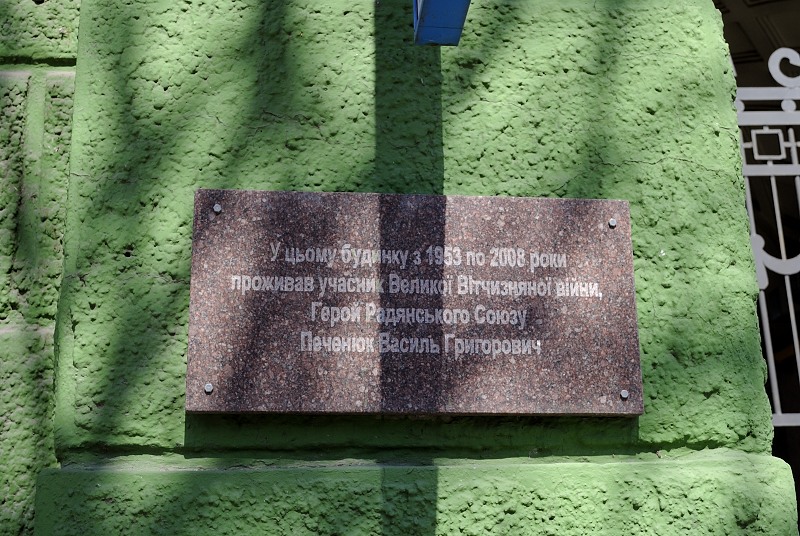 У цьому будинку з 1953 по 2008 роки
проживав учасник Великої Вітчизняної війни,
Герой Радянського Союзу
Печенюк Василь Григорович